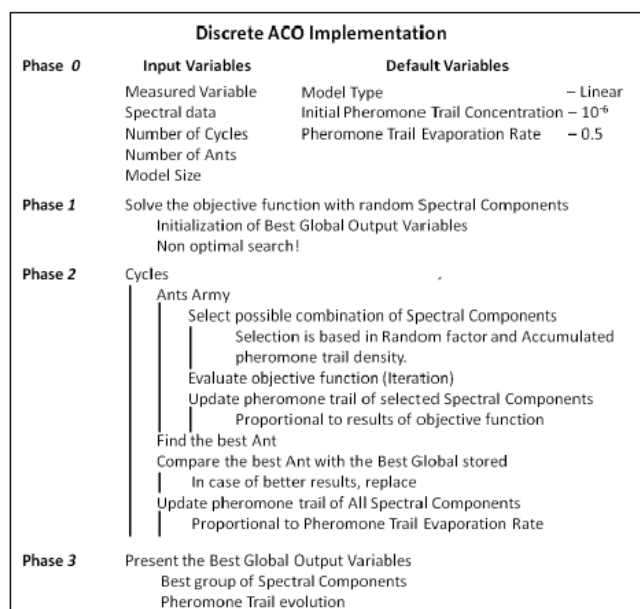 Discrete ACO Implementation
Phase 0 Input Variables Default Variables
Measured Variable Model Type – Linear
Spectral data Initial Pheromone Trail Concentration – 10⁻⁶
Number of Cycles Pheromone Trail Evaporation Rate – 0.5
Number of Ants
Model Size
Phase 1 Solve the objective function with random Spectral Components
Initialization of Best Global Output Variables
Non optimal search!
Phase 2 Cycles
Ants Army
Select possible combination of Spectral Components
Selection is based in Random factor and Accumulated
pheromone trail density.
Evaluate objective function (Iteration)
Update pheromone trail of selected Spectral Components
Proportional to results of objective function
Find the best Ant
Compare the best Ant with the Best Global stored
In case of better results, replace
Update pheromone trail of All Spectral Components
Proportional to Pheromone Trail Evaporation Rate
Phase 3 Present the Best Global Output Variables
Best group of Spectral Components
Pheromone Trail evolution